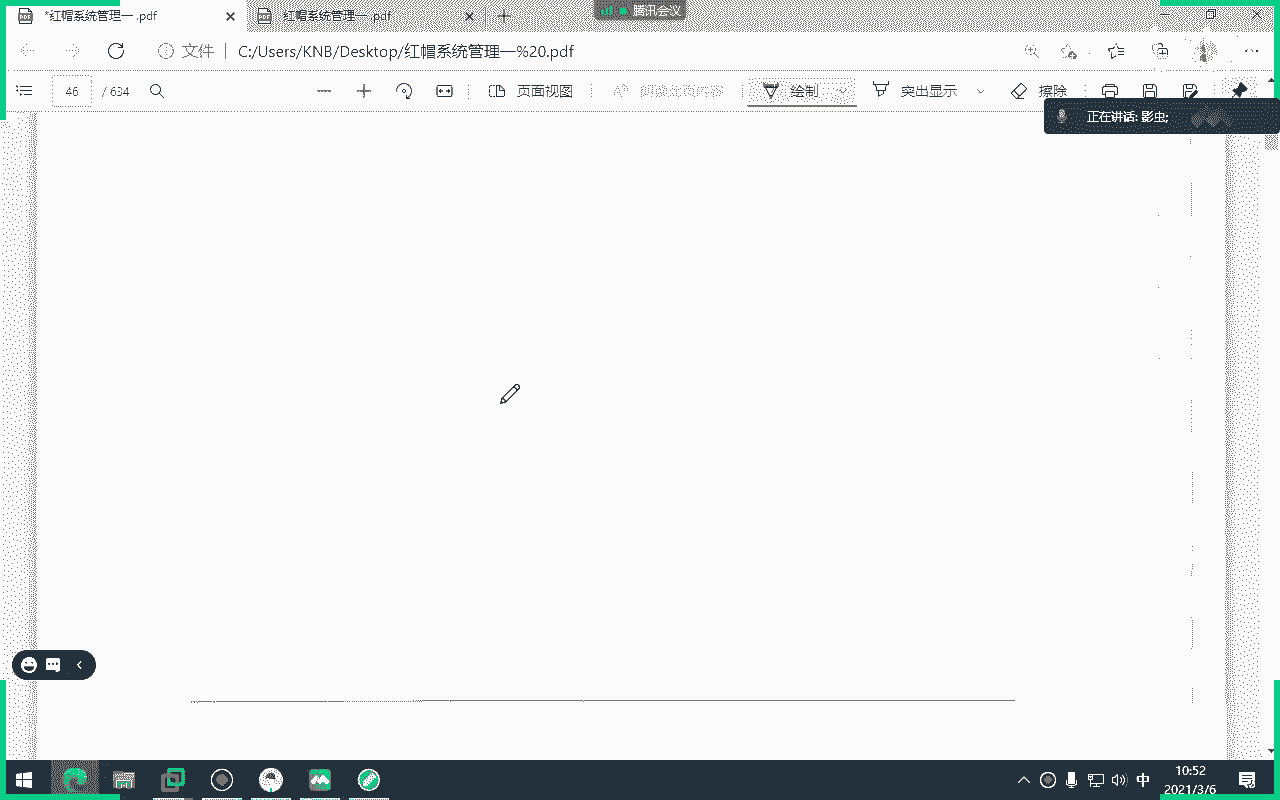 *红帽系统管理一 .pdf
红帽系统管理一 .pdf
腾讯会议
文件
C:/Users/KNB/Desktop/红帽系统管理一%20.pdf
46 / 634
页面视图
朗读此页内容
绘制
突出显示
擦除
正在讲话: 影虫;
中
10:52
2021/3/6